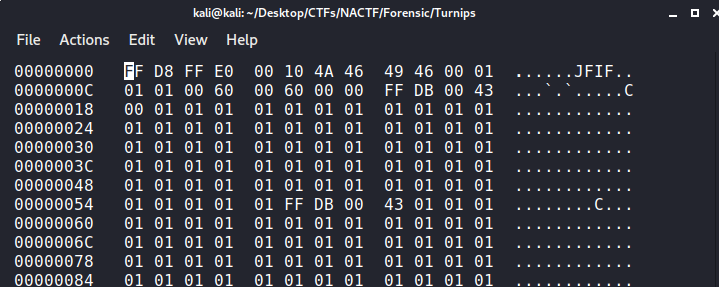 kali@kali: ~/Desktop/CTFs/NACTF/Forensic/Turnips
File Actions Edit View Help
00000000 FF D8 FF E0 00 10 4A 46 49 46 00 01 ......JFIF..
0000000C 01 01 00 60 00 60 00 00 FF DB 00 43 ...`.`.....C
00000018 00 01 01 01 01 01 01 01 01 01 01 01 ............
00000024 01 01 01 01 01 01 01 01 01 01 01 01 ............
00000030 01 01 01 01 01 01 01 01 01 01 01 01 ............
0000003C 01 01 01 01 01 01 01 01 01 01 01 01 ............
00000048 01 01 01 01 01 01 01 01 01 01 01 01 ............
00000054 01 01 01 01 01 FF DB 00 43 01 01 01 ........C...
00000060 01 01 01 01 01 01 01 01 01 01 01 01 ............
0000006C 01 01 01 01 01 01 01 01 01 01 01 01 ............
00000078 01 01 01 01 01 01 01 01 01 01 01 01 ............
00000084 01 01 01 01 01 01 01 01 01 01 01 01 ............